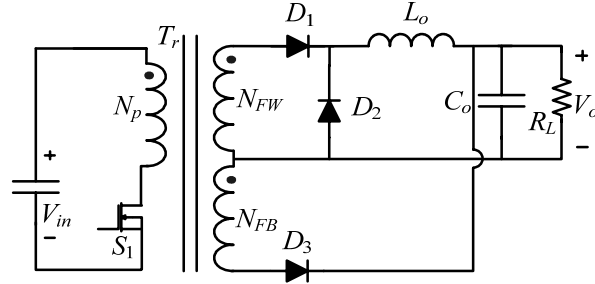 D1
Lo
Tr
Np
NFW
D2
Co
RL
+
Vo
−
+
Vin
−
S1
NFB
D3